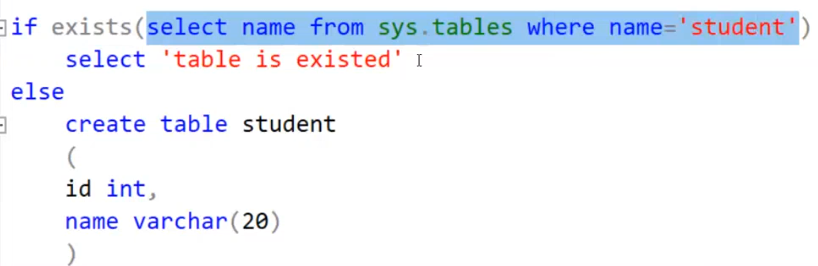 if exists(select name from sys.tables where name='student')
select 'table is existed'
else
create table student
(
id int,
name varchar(20)
)